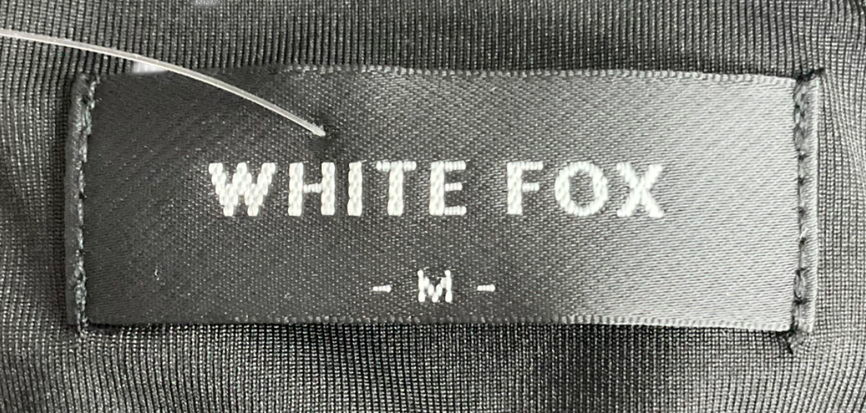 WHITE FOX
- M -